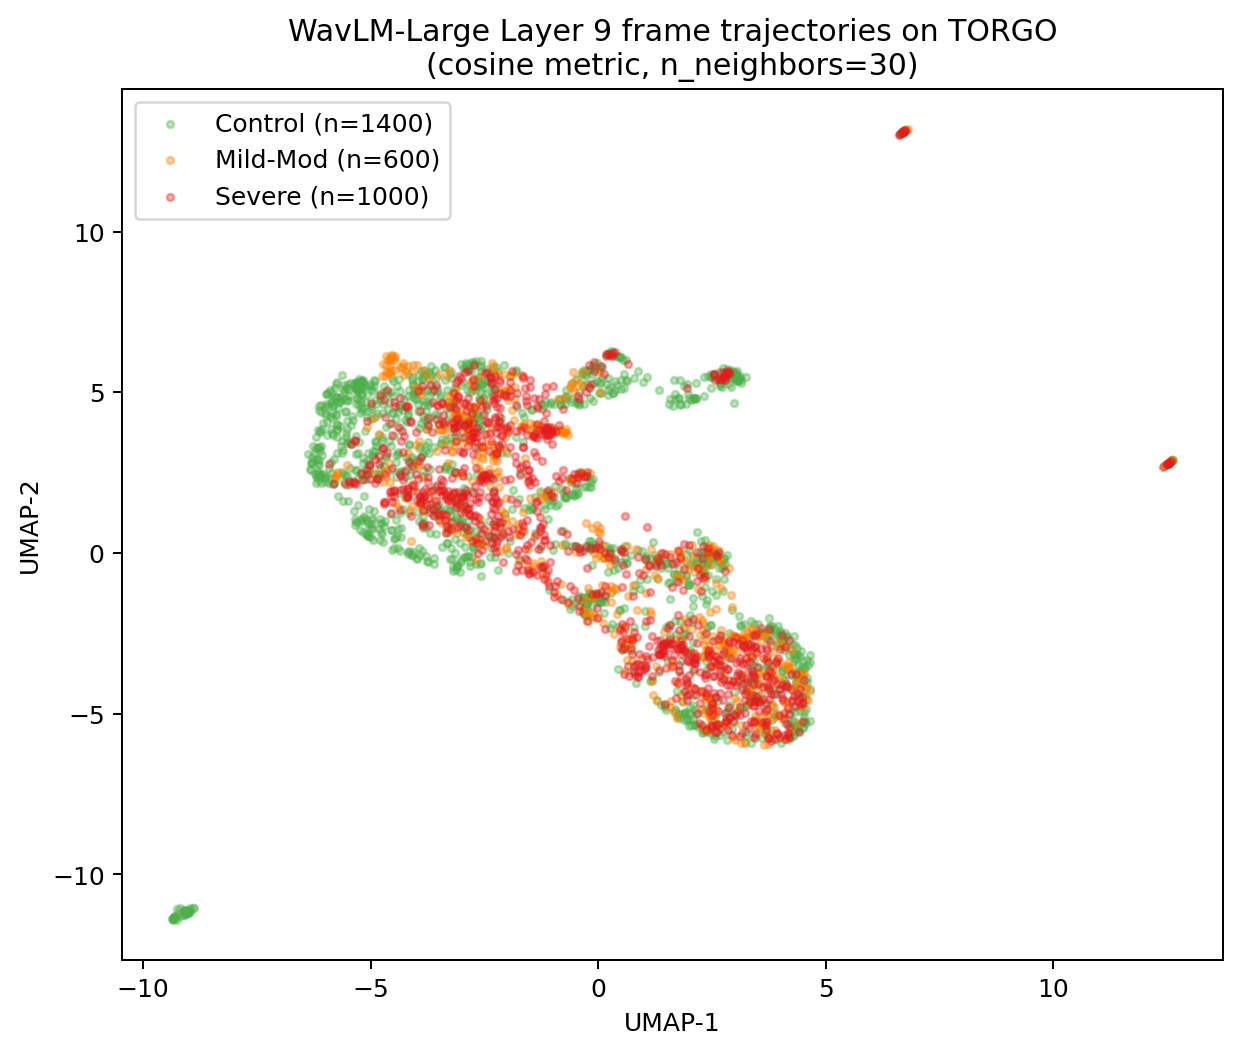 WavLM-Large Layer 9 frame trajectories on TORGO
(cosine metric, n_neighbors=30)
Control (n=1400)
Mild-Mod (n=600)
Severe (n=1000)
10
5
0
−5
−10
UMAP-2
−10
−5
0
5
10
UMAP-1